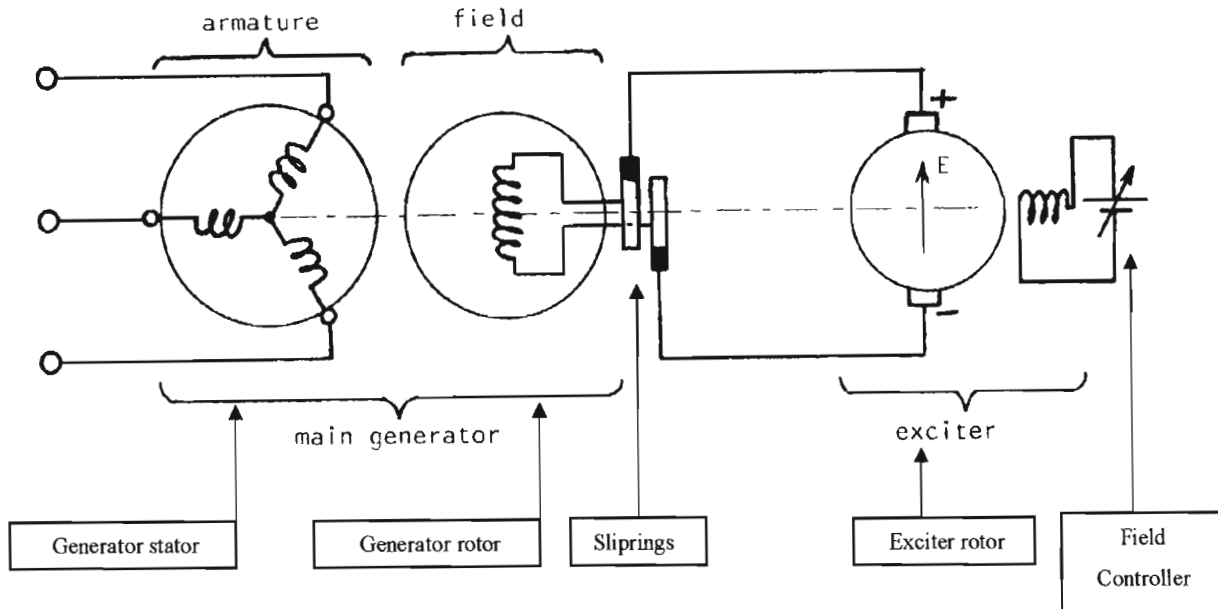 armature
field
+
E
−
main generator
exciter
Generator stator
Generator rotor
Sliprings
Exciter rotor
Field
Controller